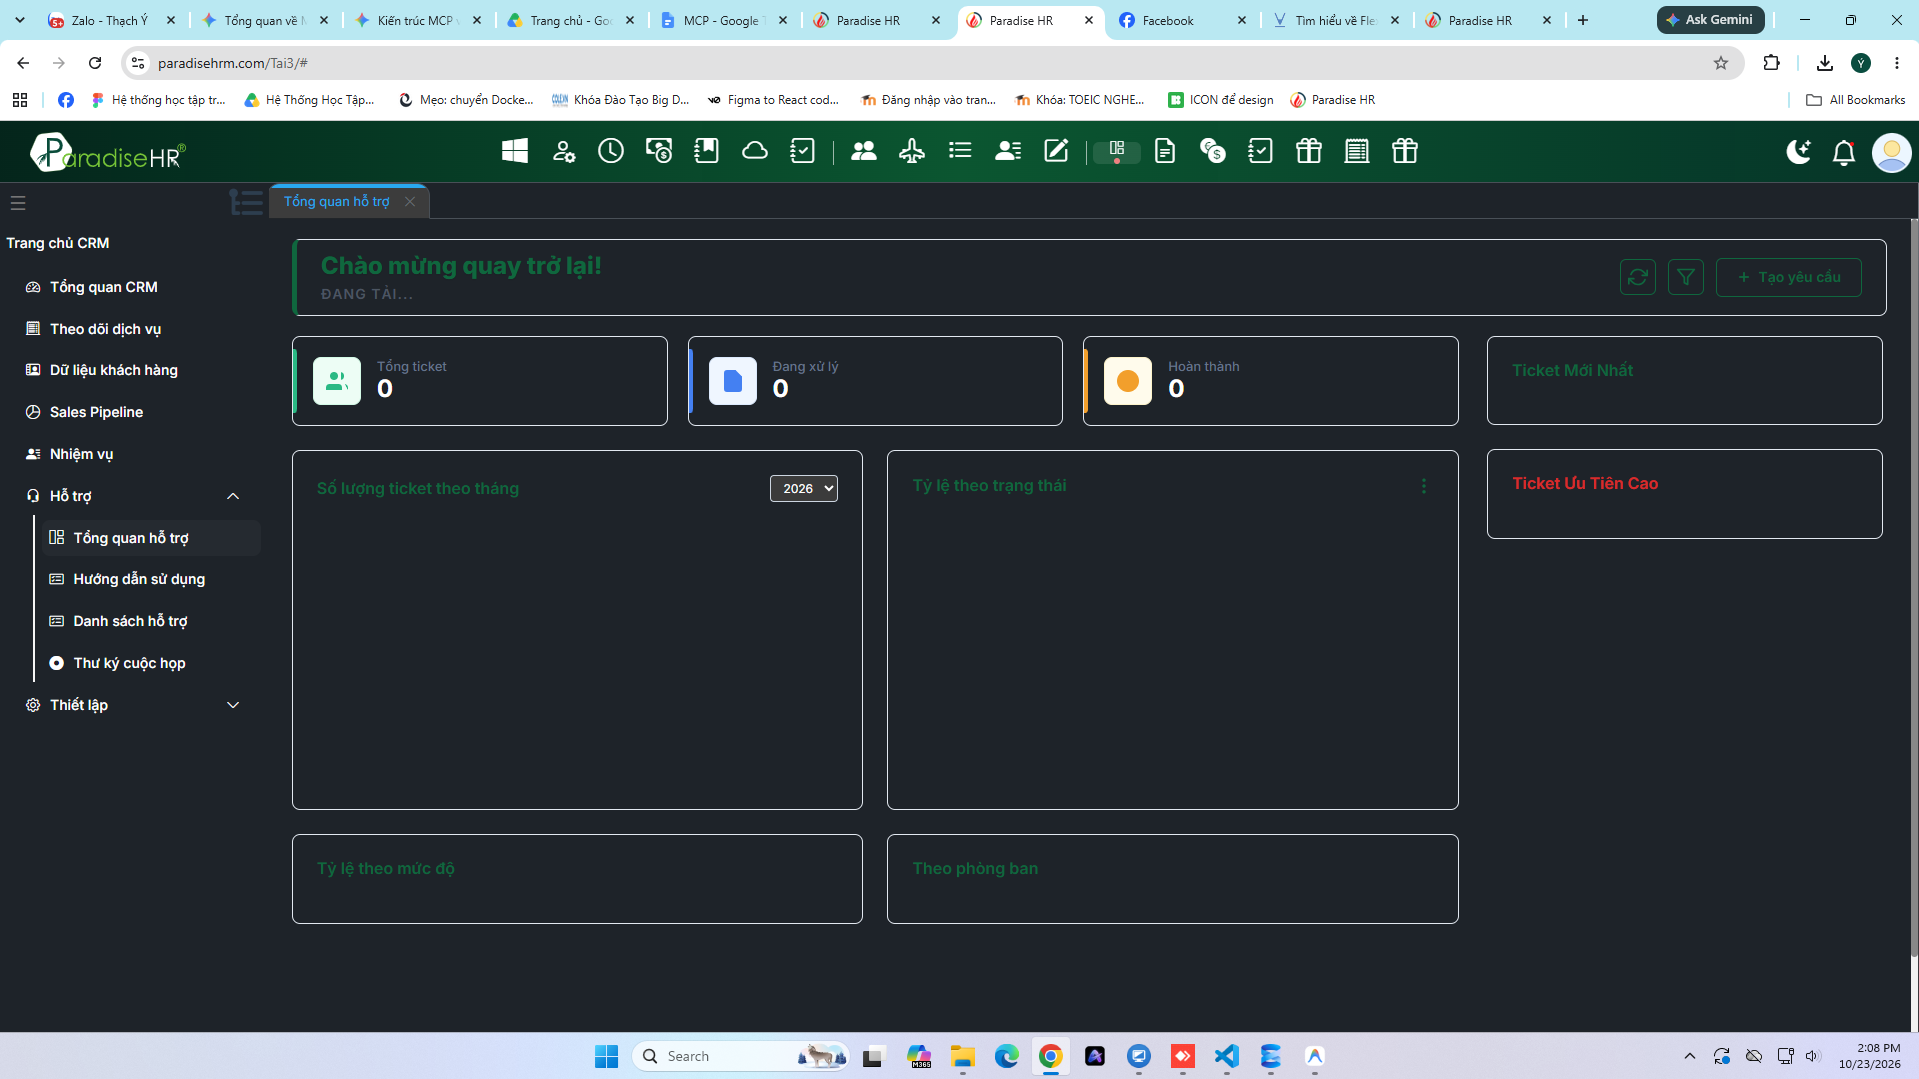 Zalo - Thạch Ý
Tổng quan về
Kiến trúc MCP
Trang chủ - Goo
MCP - Google
Paradise HR
Paradise HR
Facebook
Tìm hiểu về Fle
Paradise HR
Ask Gemini
paradisehrm.com/Tai3/#
Hệ thống học tập tr...
Hệ Thống Học Tập...
Mẹo: chuyển Docke...
Khóa Đào Tạo Big D...
Figma to React cod...
Đăng nhập vào tran...
Khóa: TOEIC NGHE...
ICON để design
Paradise HR
All Bookmarks
ParadiseHR®
Tổng quan hỗ trợ
Trang chủ CRM
Tổng quan CRM
Theo dõi dịch vụ
Dữ liệu khách hàng
Sales Pipeline
Nhiệm vụ
Hỗ trợ
Tổng quan hỗ trợ
Hướng dẫn sử dụng
Danh sách hỗ trợ
Thư ký cuộc họp
Thiết lập
Chào mừng quay trở lại!
ĐANG TẢI...
+ Tạo yêu cầu
Tổng ticket
0
Đang xử lý
0
Hoàn thành
0
Ticket Mới Nhất
Số lượng ticket theo tháng
2026
Tỷ lệ theo trạng thái
Ticket Ưu Tiên Cao
Tỷ lệ theo mức độ
Theo phòng ban
Search
M365
2:08 PM
10/23/2026